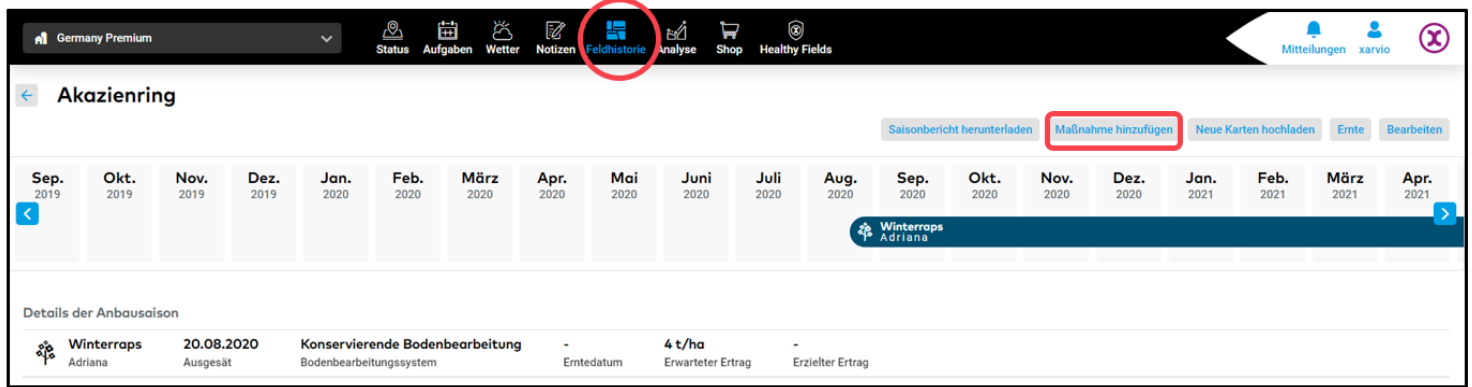 Germany Premium
Status Aufgaben Wetter Notizen Feldhistorie Analyse Shop Healthy Fields
Mitteilungen xarvio
Akazienring
Saisonbericht herunterladen Maßnahme hinzufügen Neue Karten hochladen Ernte Bearbeiten
Sep. Okt. Nov. Dez. Jan. Feb. März Apr. Mai Juni Juli Aug. Sep. Okt. Nov. Dez. Jan. Feb. März Apr.
2019 2019 2019 2019 2020 2020 2020 2020 2020 2020 2020 2020 2020 2020 2020 2020 2021 2021 2021 2021
Winterraps
Adriana
Details der Anbausaison
Winterraps 20.08.2020 Konservierende Bodenbearbeitung - 4 t/ha -
Adriana Ausgesät Bodenbearbeitungssystem Erntedatum Erwarteter Ertrag Erzielter Ertrag